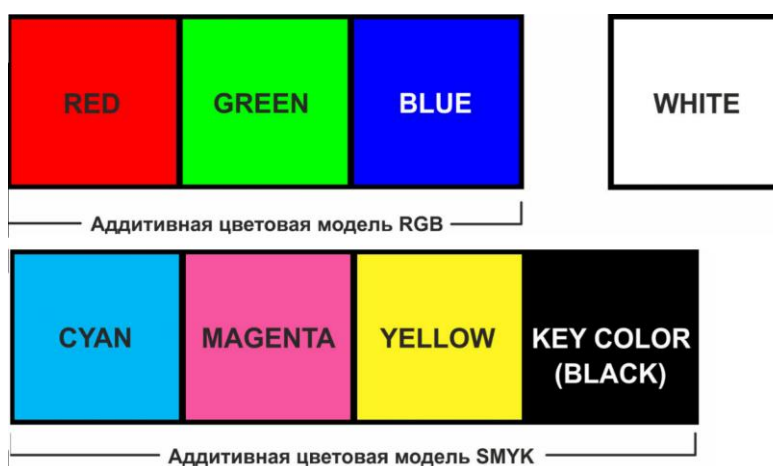 RED
GREEN
BLUE
WHITE
Аддитивная цветовая модель RGB
CYAN
MAGENTA
YELLOW
KEY COLOR
(BLACK)
Аддитивная цветовая модель SMYK